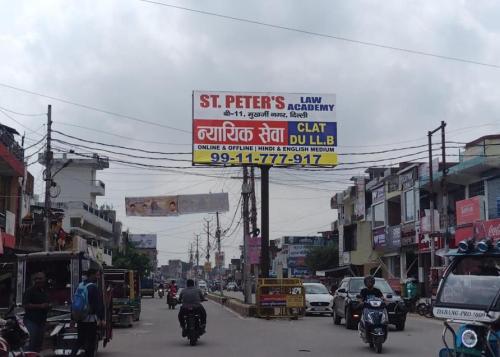 ST. PETER'S LAW ACADEMY
बी-11, मुखर्जी नगर, दिल्ली
न्यायिक सेवा CLAT DU LL.B
ONLINE & OFFLINE | HINDI & ENGLISH MEDIUM
99-11-777-917